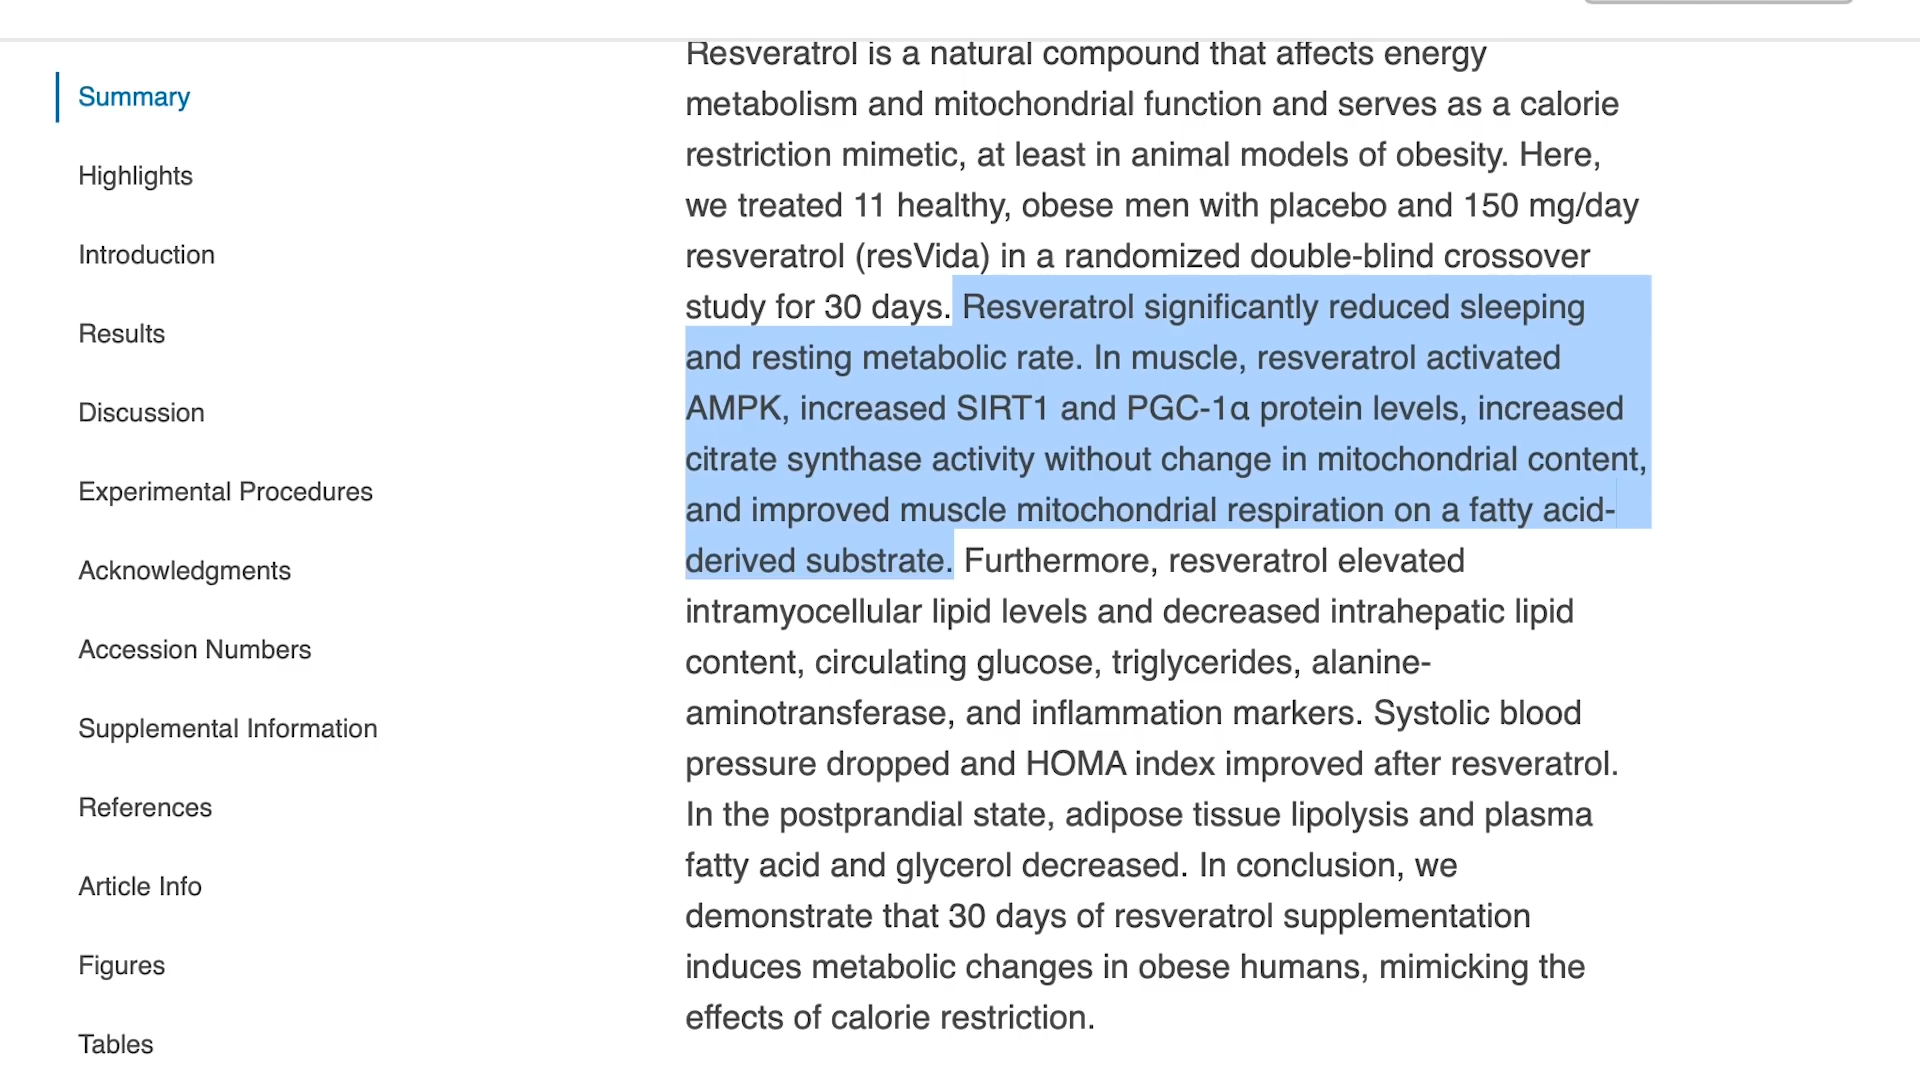 Summary
Highlights
Introduction
Results
Discussion
Experimental Procedures
Acknowledgments
Accession Numbers
Supplemental Information
References
Article Info
Figures
Tables
Resveratrol is a natural compound that affects energy
metabolism and mitochondrial function and serves as a calorie
restriction mimetic, at least in animal models of obesity. Here,
we treated 11 healthy, obese men with placebo and 150 mg/day
resveratrol (resVida) in a randomized double-blind crossover
study for 30 days. Resveratrol significantly reduced sleeping
and resting metabolic rate. In muscle, resveratrol activated
AMPK, increased SIRT1 and PGC-1α protein levels, increased
citrate synthase activity without change in mitochondrial content,
and improved muscle mitochondrial respiration on a fatty acid-
derived substrate. Furthermore, resveratrol elevated
intramyocellular lipid levels and decreased intrahepatic lipid
content, circulating glucose, triglycerides, alanine-
aminotransferase, and inflammation markers. Systolic blood
pressure dropped and HOMA index improved after resveratrol.
In the postprandial state, adipose tissue lipolysis and plasma
fatty acid and glycerol decreased. In conclusion, we
demonstrate that 30 days of resveratrol supplementation
induces metabolic changes in obese humans, mimicking the
effects of calorie restriction.